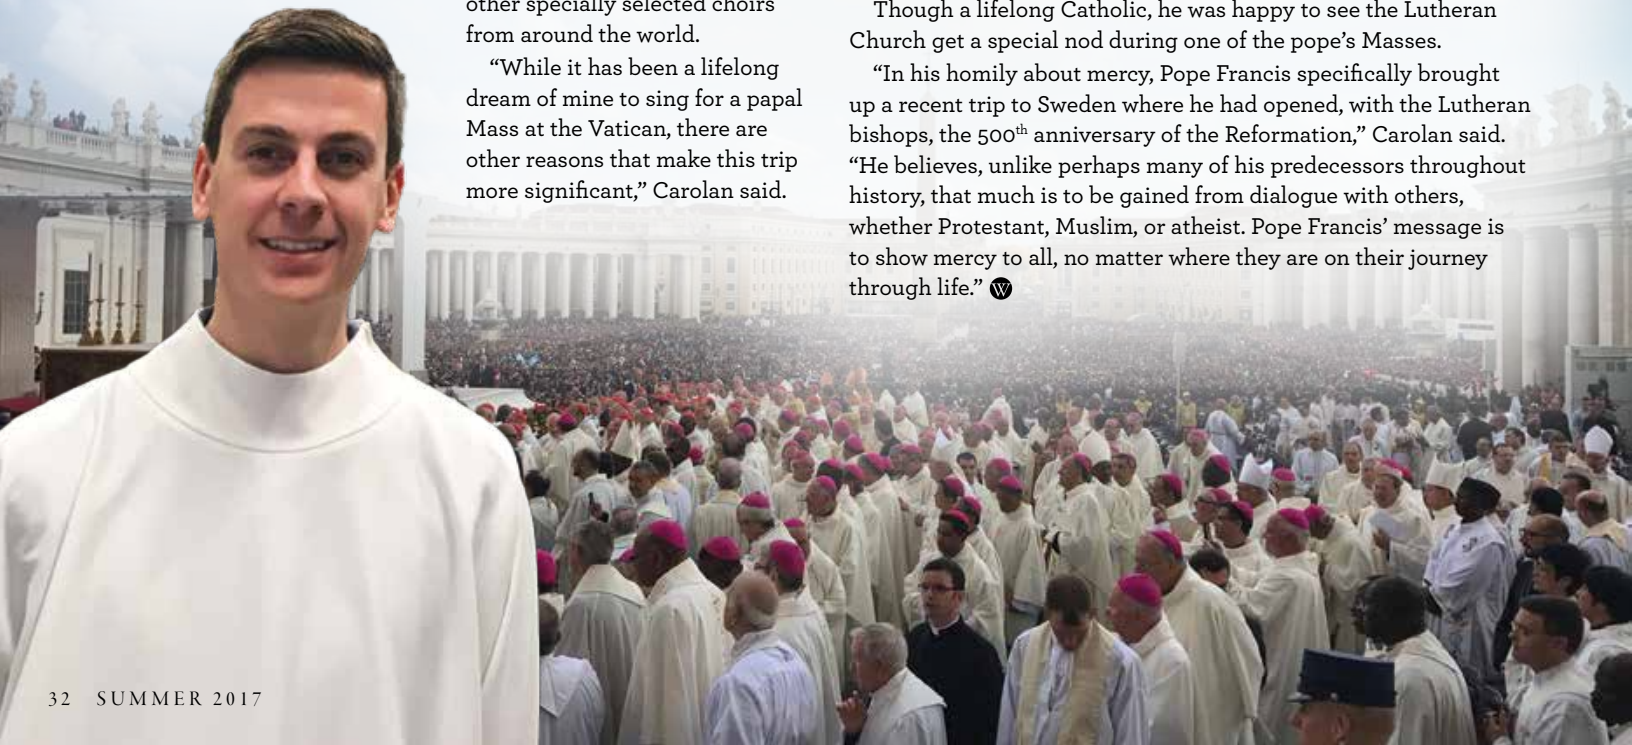 other specially selected choirs
from around the world.
“While it has been a lifelong
dream of mine to sing for a papal
Mass at the Vatican, there are
other reasons that make this trip
more significant,” Carolan said.
Though a lifelong Catholic, he was happy to see the Lutheran
Church get a special nod during one of the pope’s Masses.
“In his homily about mercy, Pope Francis specifically brought
up a recent trip to Sweden where he had opened, with the Lutheran
bishops, the 500th anniversary of the Reformation,” Carolan said.
“He believes, unlike perhaps many of his predecessors throughout
history, that much is to be gained from dialogue with others,
whether Protestant, Muslim, or atheist. Pope Francis’ message is
to show mercy to all, no matter where they are on their journey
through life.” W
32 SUMMER 2017